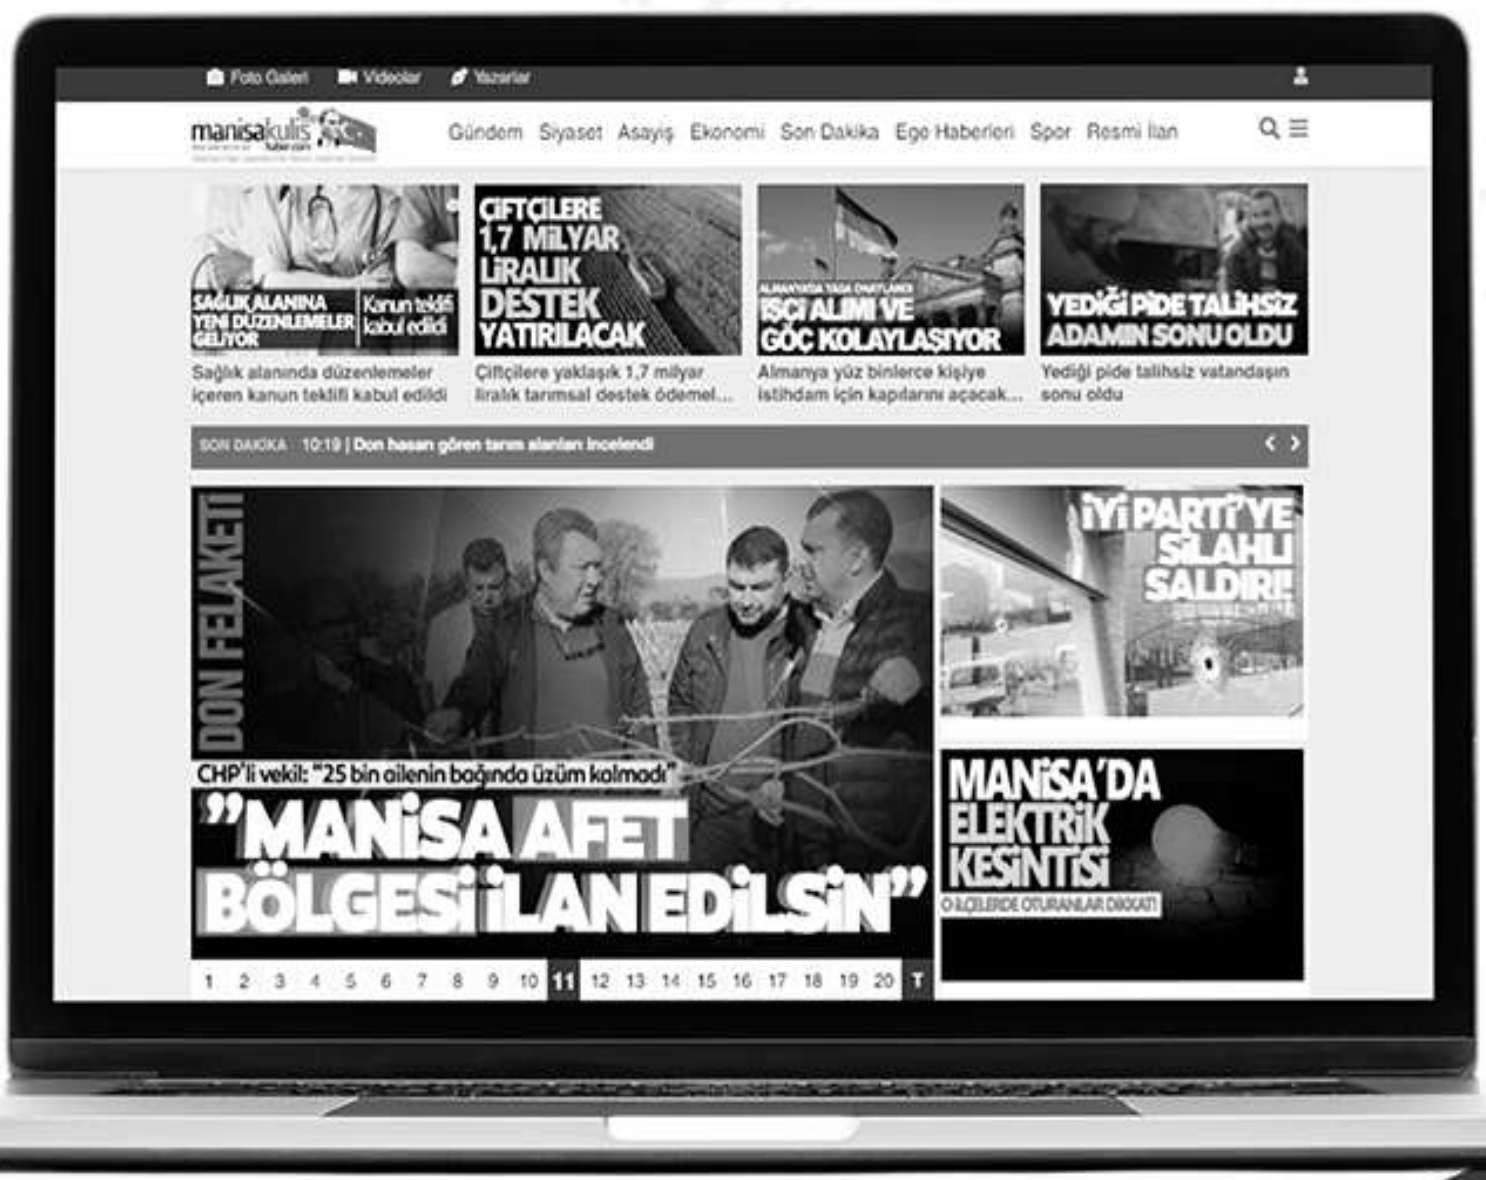 Foto Galeri Videolar Yazarlar
manisakulis
haber.com
Gündem Siyaset Asayiş Ekonomi Son Dakika Ege Haberleri Spor Resmi İlan
SAĞLIK ALANINA
YENİ DÜZENLEMELER
GELİYOR
Kanun teklifi
kabul edildi
Sağlık alanında düzenlemeler
içeren kanun teklifi kabul edildi
ÇİFTÇİLERE
1,7 MİLYAR
LİRALIK
DESTEK
YATIRILACAK
Çiftçilere yaklaşık 1,7 milyar
liralık tarımsal destek ödemel...
ALMANYA'DA YASA ONAYLANDI
İŞÇİ ALIMI VE
GÖÇ KOLAYLAŞIYOR
Almanya yüz binlerce kişiye
istihdam için kapılarını açacak...
YEDİĞİ PİDE TALİHSİZ
ADAMIN SONU OLDU
Yediği pide talihsiz vatandaşın
sonu oldu
SON DAKİKA 10:19 | Don hasarı gören tarım alanları incelendi
DON FELAKETİ
CHP'li vekil: "25 bin ailenin bağında üzüm kalmadı"
"MANİSA AFET
BÖLGESİ İLAN EDİLSİN"
1 2 3 4 5 6 7 8 9 10 11 12 13 14 15 16 17 18 19 20 T
İYİ PARTİ'YE
SİLAHLI
SALDIRI!
MANİSA'DA
ELEKTRİK
KESİNTİSİ
O İLÇELERDE OTURANLAR DİKKAT!